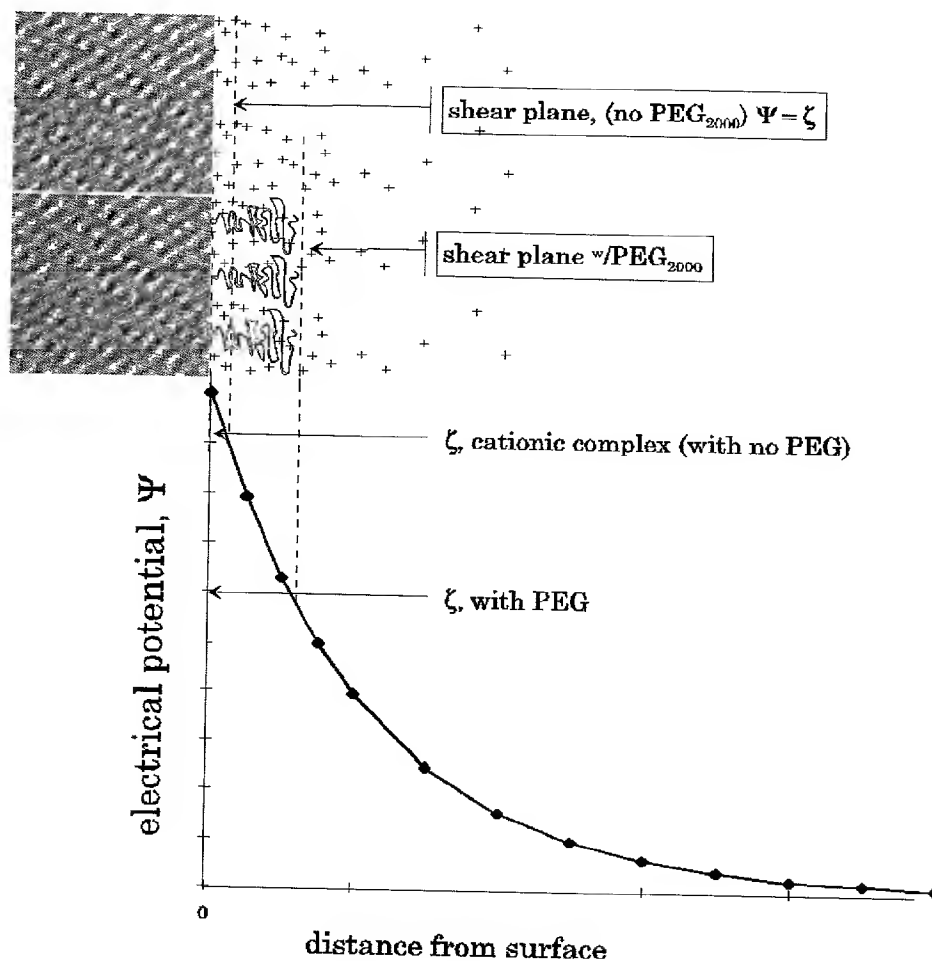 shear plane, (no PEG2000) Ψ = ζ
shear plane w/PEG2000
ζ, cationic complex (with no PEG)
ζ, with PEG
electrical potential, Ψ
0
distance from surface